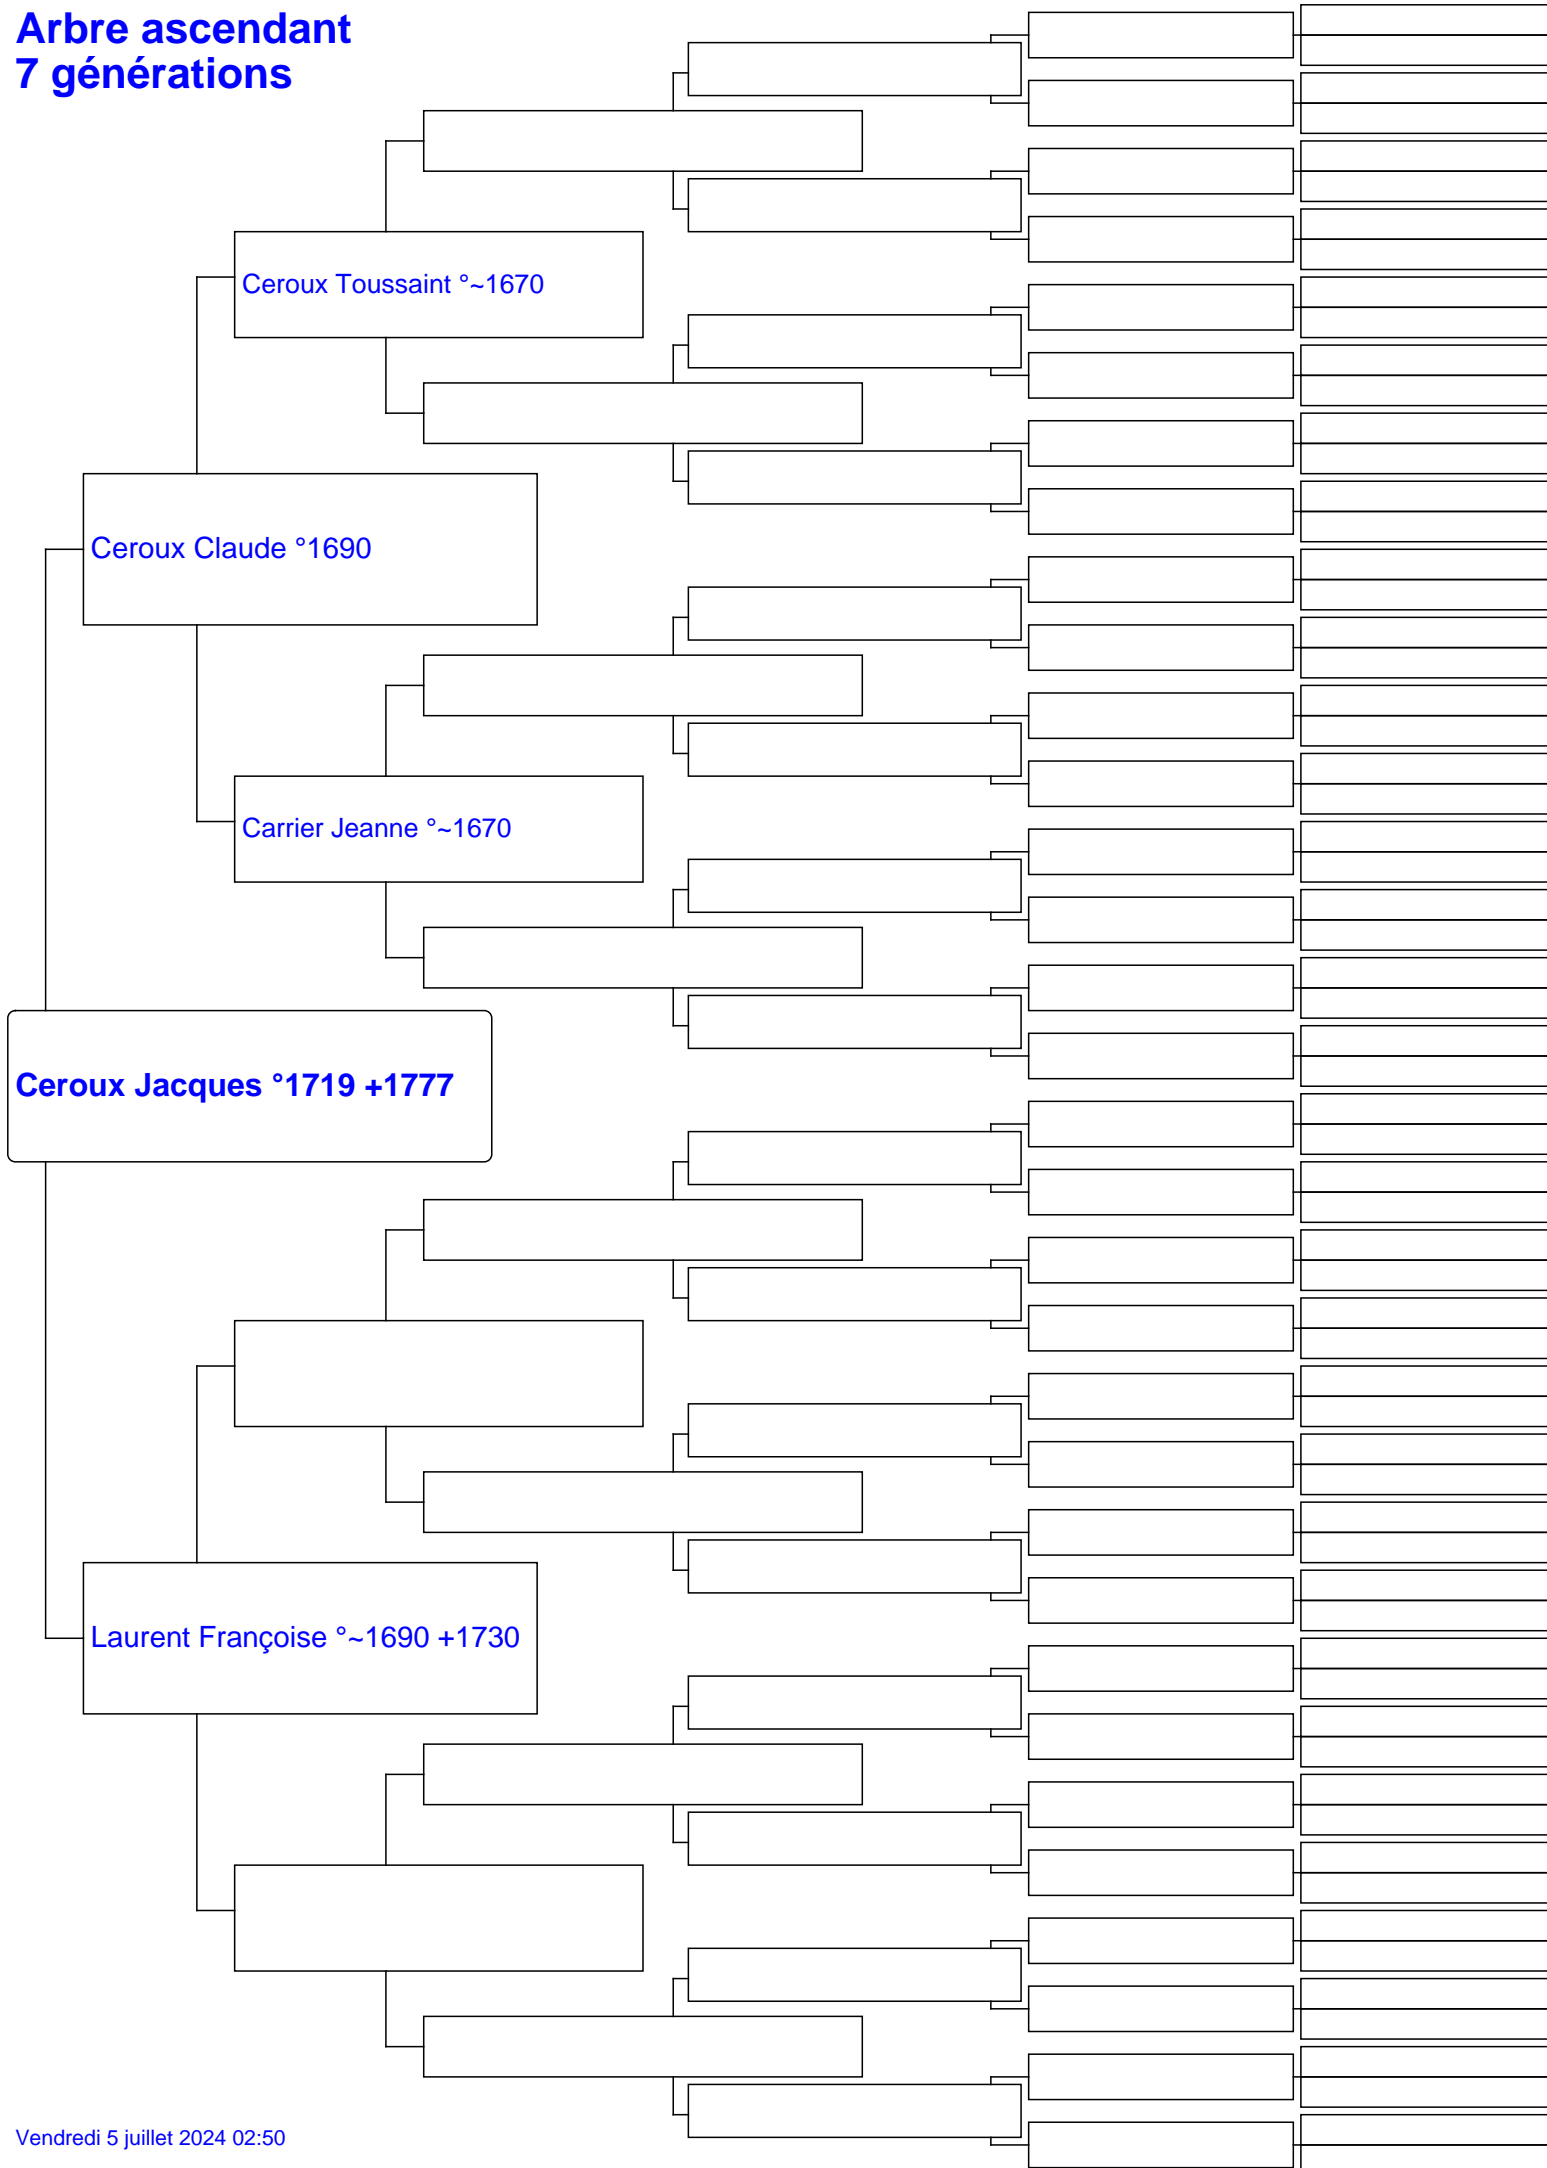 Arbre ascendant
7 générations
Ceroux Toussaint °~1670
Ceroux Claude °1690
Carrier Jeanne °~1670
Ceroux Jacques °1719 +1777
Laurent Françoise °~1690 +1730
Vendredi 5 juillet 2024 02:50